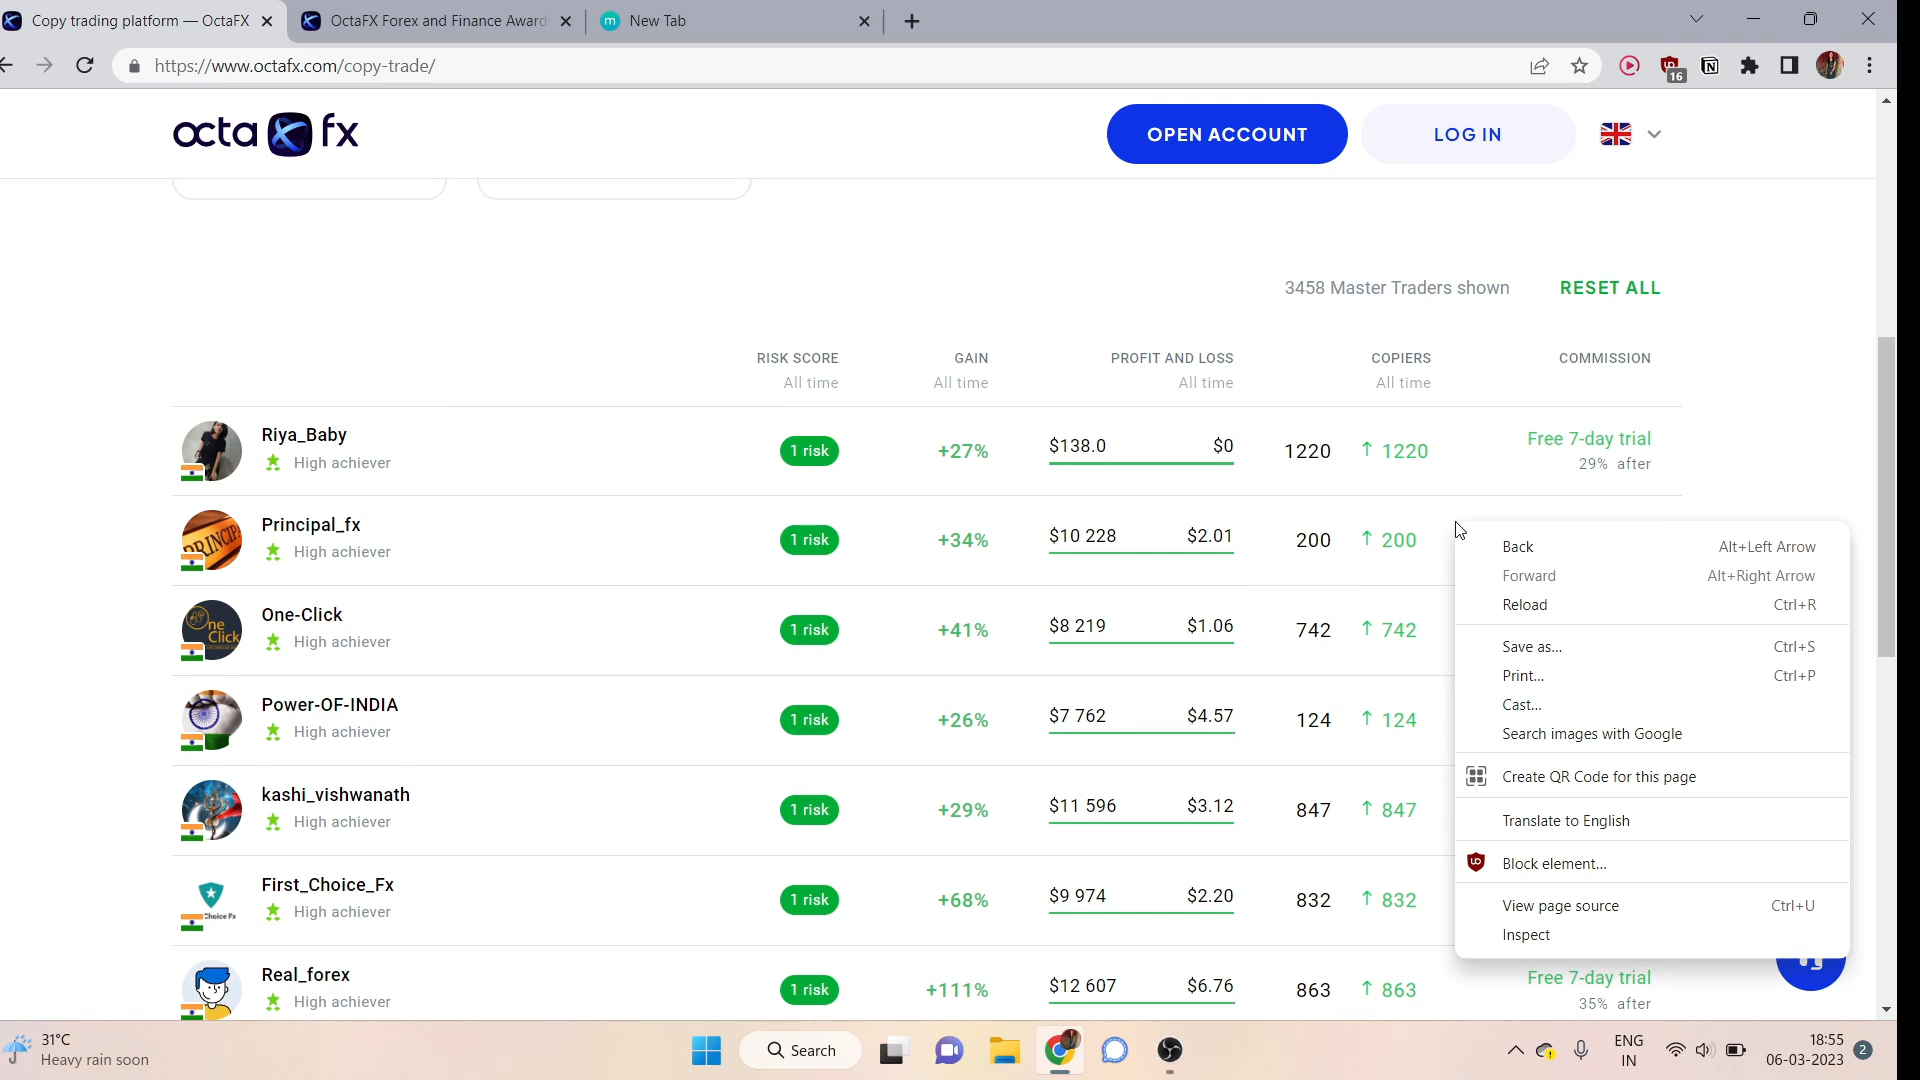 Copy trading platform — OctaFX
OctaFX Forex and Finance Award
m New Tab
https://www.octafx.com/copy-trade/
16
octa fx
OPEN ACCOUNT
LOG IN
3458 Master Traders shown
RESET ALL
RISK SCORE GAIN PROFIT AND LOSS COPIERS COMMISSION
All time All time All time All time
Riya_Baby
High achiever
1 risk +27% $138.0 $0 1220 ↑ 1220
Free 7-day trial
29% after
PRINCIPA
Principal_fx
High achiever
1 risk +34% $10 228 $2.01 200 ↑ 200
One Click
One-Click
High achiever
1 risk +41% $8 219 $1.06 742 ↑ 742
Power-OF-INDIA
High achiever
1 risk +26% $7 762 $4.57 124 ↑ 124
kashi_vishwanath
High achiever
1 risk +29% $11 596 $3.12 847 ↑ 847
Choice Fx
First_Choice_Fx
High achiever
1 risk +68% $9 974 $2.20 832 ↑ 832
Real_forex
High achiever
1 risk +111% $12 607 $6.76 863 ↑ 863
Free 7-day trial
35% after
Back Alt+Left Arrow
Forward Alt+Right Arrow
Reload Ctrl+R
Save as... Ctrl+S
Print... Ctrl+P
Cast...
Search images with Google
Create QR Code for this page
Translate to English
Block element...
View page source Ctrl+U
Inspect
31°C
Heavy rain soon
Search
ENG
IN
18:55
06-03-2023
2